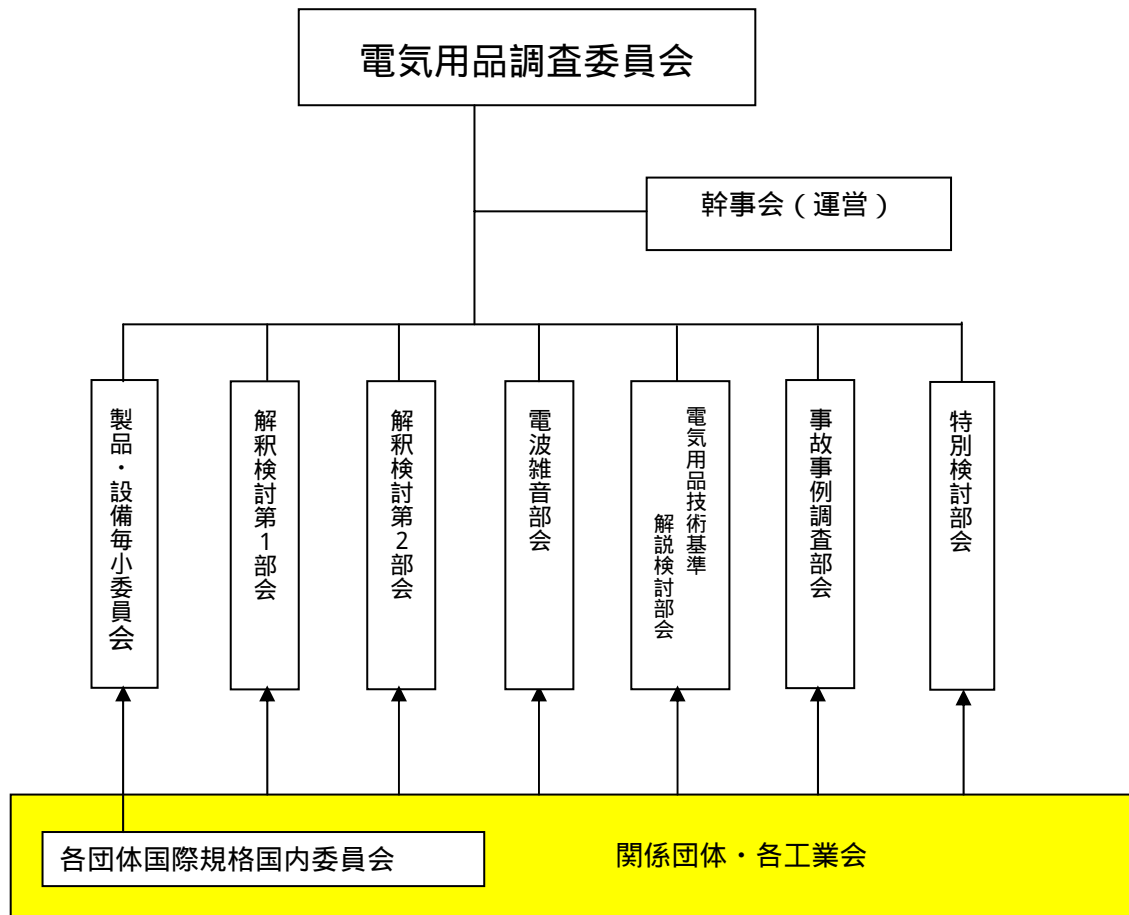 電気用品調査委員会
幹事会（運営）
製品・設備毎小委員会
解釈検討第1部会
解釈検討第2部会
電波雑音部会
電気用品技術基準
解説検討部会
事故事例調査部会
特別検討部会
各団体国際規格国内委員会
関係団体・各工業会